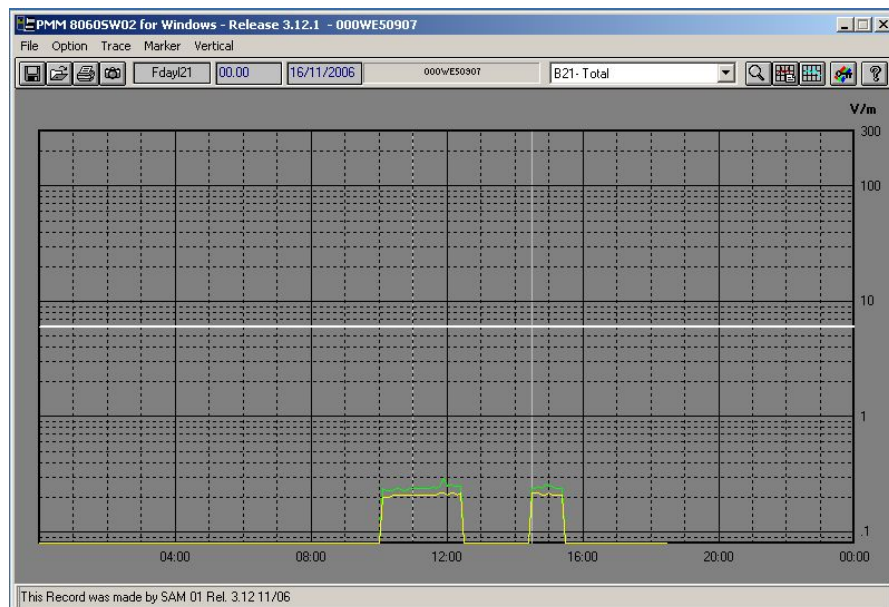 PMM 8060SW02 for Windows - Release 3.12.1 - 000WE50907
File Option Trace Marker Vertical
Fdayl21 00.00 16/11/2006 000WE50907 B21- Total
V/m
300
100
10
1
.1
04:00 08:00 12:00 16:00 20:00 00:00
This Record was made by SAM 01 Rel. 3.12 11/06